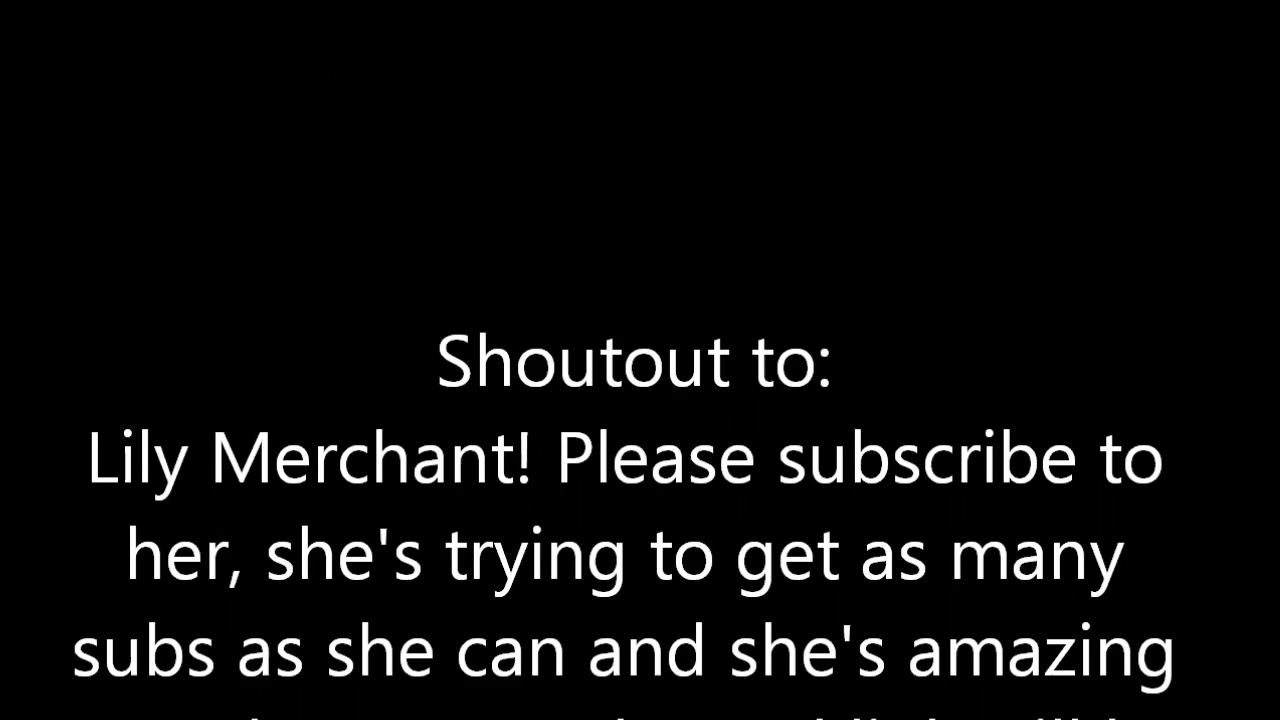 Shoutout to:
Lily Merchant! Please subscribe to
her, she's trying to get as many
subs as she can and she's amazing